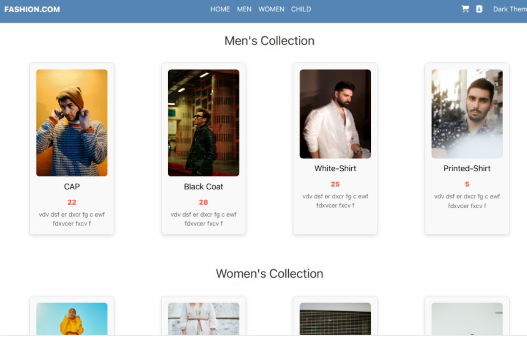 FASHION.COM
HOME MEN WOMEN CHILD
Dark Them
Men's Collection
CAP
22
vdv dsf er dxcr fg c ewf
fdxvcer fxcv f
Black Coat
28
vdv dsf er dxcr fg c ewf
fdxvcer fxcv f
White-Shirt
25
vdv dsf er dxcr fg c ewf
fdxvcer fxcv f
Printed-Shirt
5
vdv dsf er dxcr fg c ewf
fdxvcer fxcv f
Women's Collection